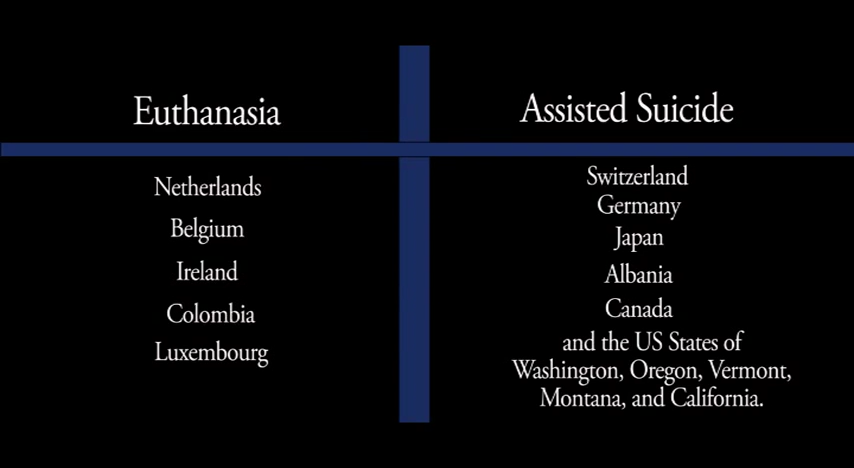 Euthanasia
Netherlands
Belgium
Ireland
Colombia
Luxembourg
Assisted Suicide
Switzerland
Germany
Japan
Albania
Canada
and the US States of
Washington, Oregon, Vermont,
Montana, and California.